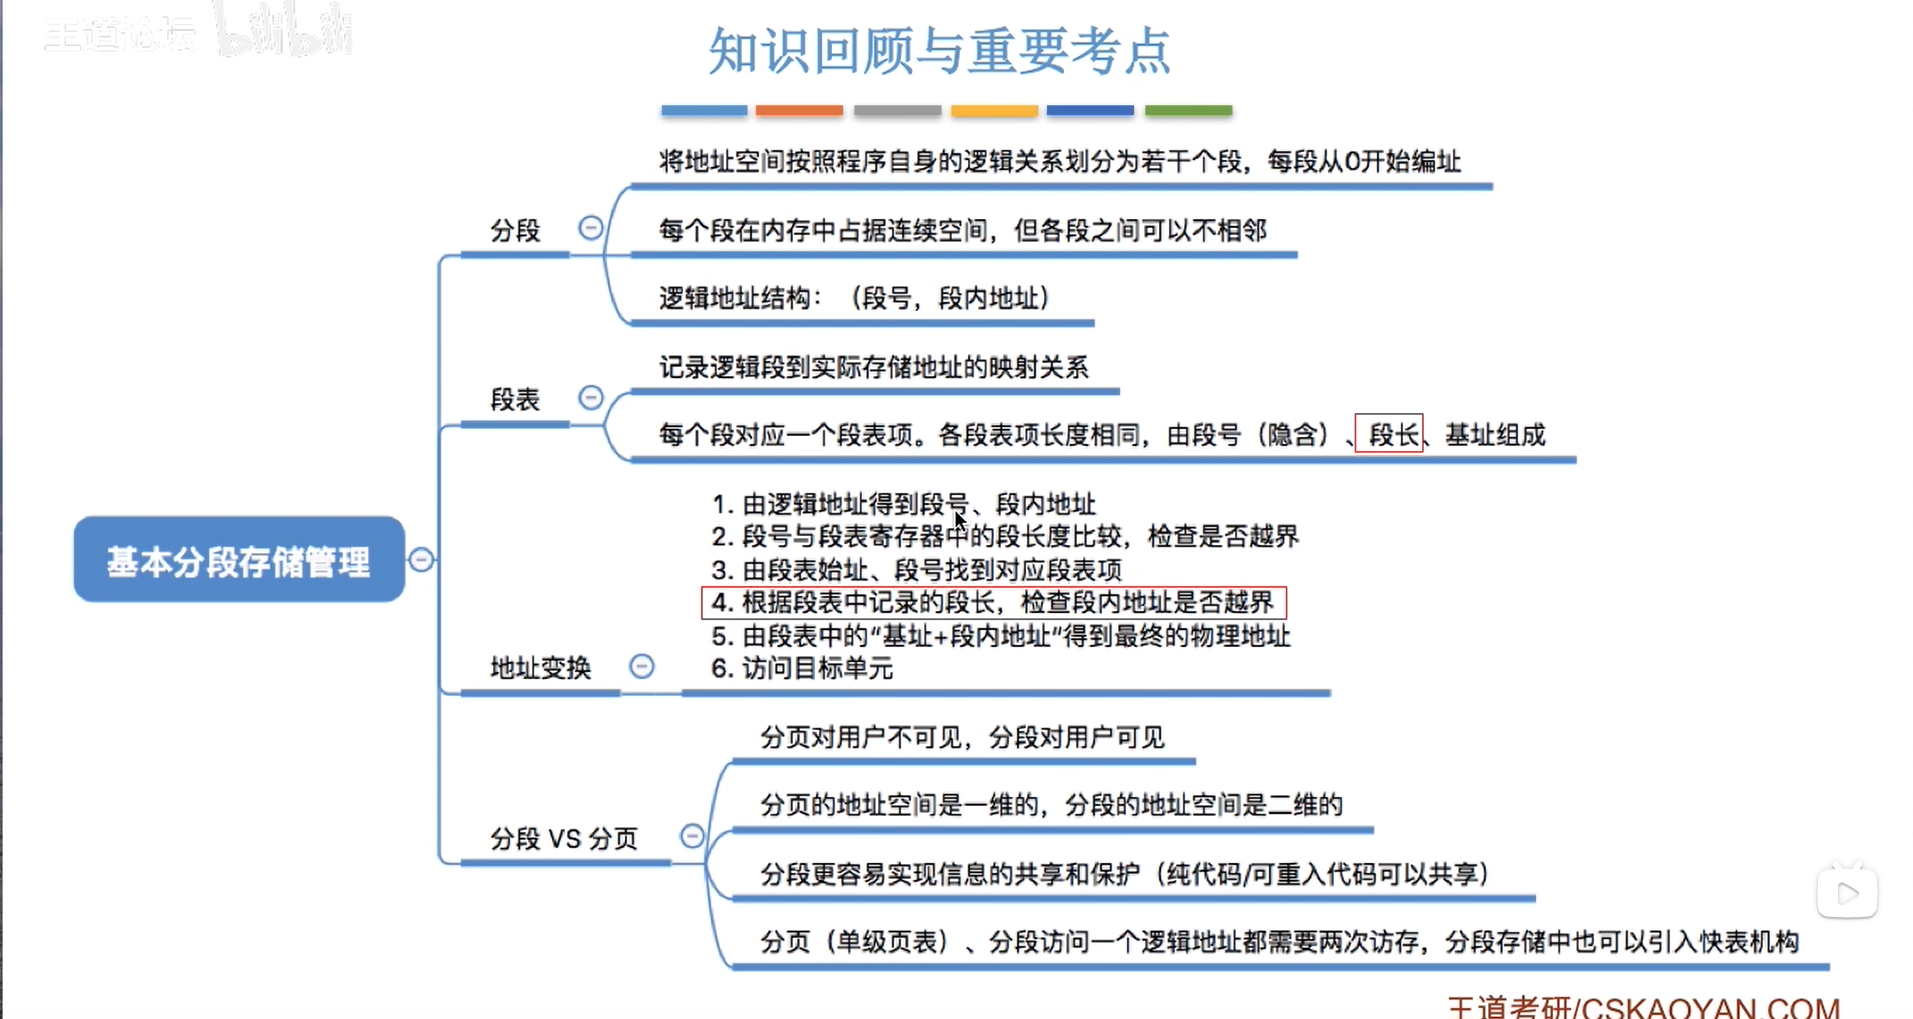 王道论坛 bilibili
知识回顾与重要考点
将地址空间按照程序自身的逻辑关系划分为若干个段，每段从0开始编址
分段
每个段在内存中占据连续空间，但各段之间可以不相邻
逻辑地址结构：（段号，段内地址）
记录逻辑段到实际存储地址的映射关系
段表
每个段对应一个段表项。各段表项长度相同，由段号（隐含）、段长、基址组成
基本分段存储管理
1. 由逻辑地址得到段号、段内地址
2. 段号与段表寄存器中的段长度比较，检查是否越界
3. 由段表始址、段号找到对应段表项
4. 根据段表中记录的段长，检查段内地址是否越界
5. 由段表中的“基址+段内地址”得到最终的物理地址
6. 访问目标单元
地址变换
分页对用户不可见，分段对用户可见
分页的地址空间是一维的，分段的地址空间是二维的
分段 VS 分页
分段更容易实现信息的共享和保护（纯代码/可重入代码可以共享）
分页（单级页表）、分段访问一个逻辑地址都需要两次访存，分段存储中也可以引入快表机构
王道考研/CSKAOYAN.COM